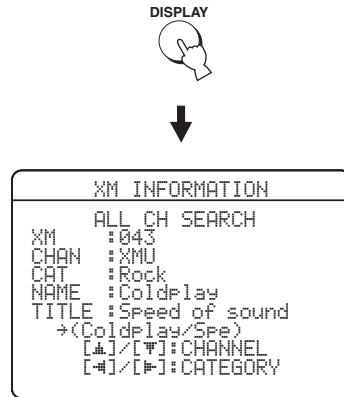 DISPLAY
XM INFORMATION
ALL CH SEARCH
XM :043
CHAN :XMU
CAT :Rock
NAME :Coldplay
TITLE :Speed of sound
→(Coldplay/Spe)
[▲]/[▼]:CHANNEL
[◀]/[▶]:CATEGORY